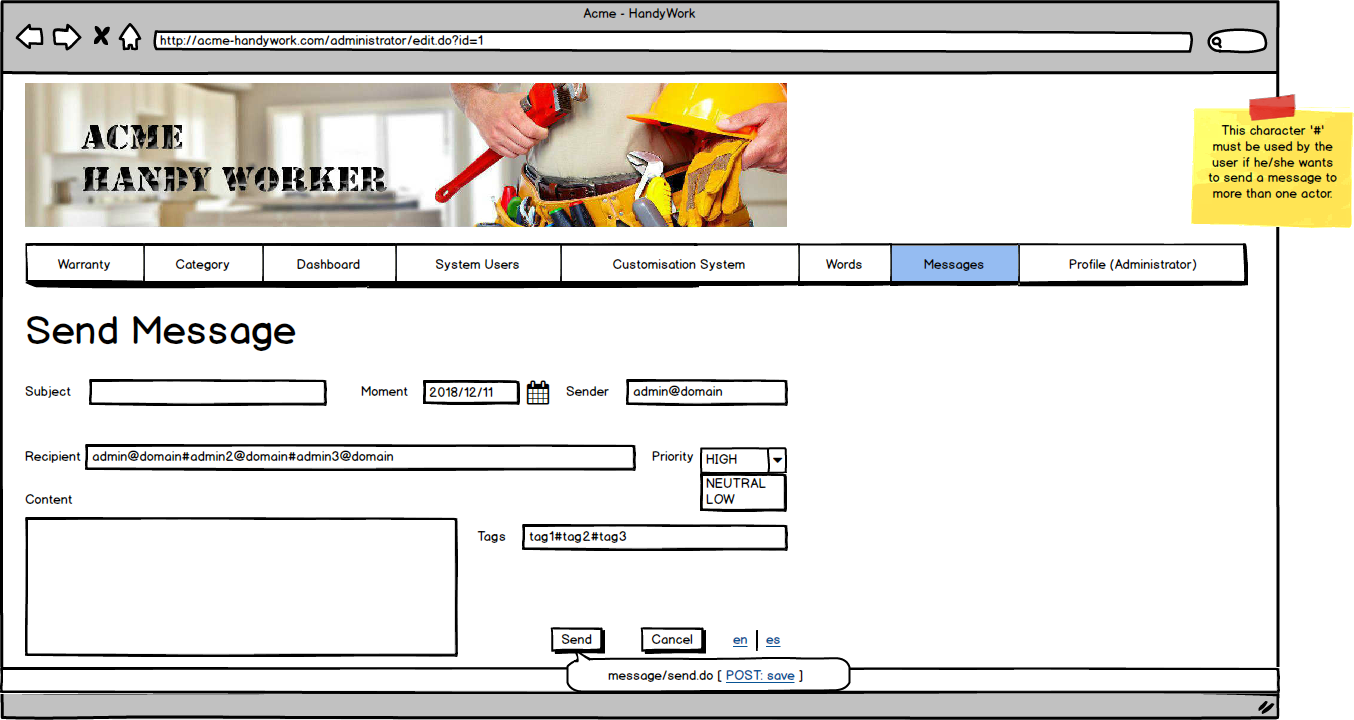 Acme - HandyWork
http://acme-handywork.com/administrator/edit.do?id=1
ACME
HANDY WORKER
This character '#'
must be used by the
user if he/she wants
to send a message to
more than one actor.
Warranty Category Dashboard System Users Customisation System Words Messages Profile (Administrator)
Send Message
Subject Moment 2018/12/11 Sender admin@domain
Recipient admin@domain#admin2@domain#admin3@domain Priority HIGH
NEUTRAL
LOW
Content
Tags tag1#tag2#tag3
Send Cancel en es
message/send.do [ POST: save ]